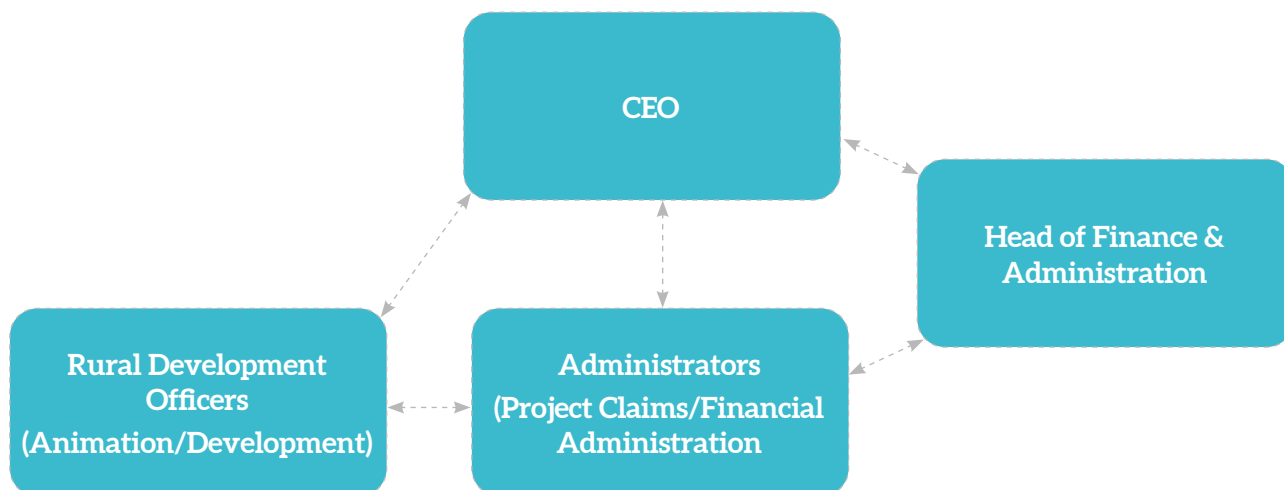 CEO
Head of Finance &
Administration
Rural Development
Officers
(Animation/Development)
Administrators
(Project Claims/Financial
Administration